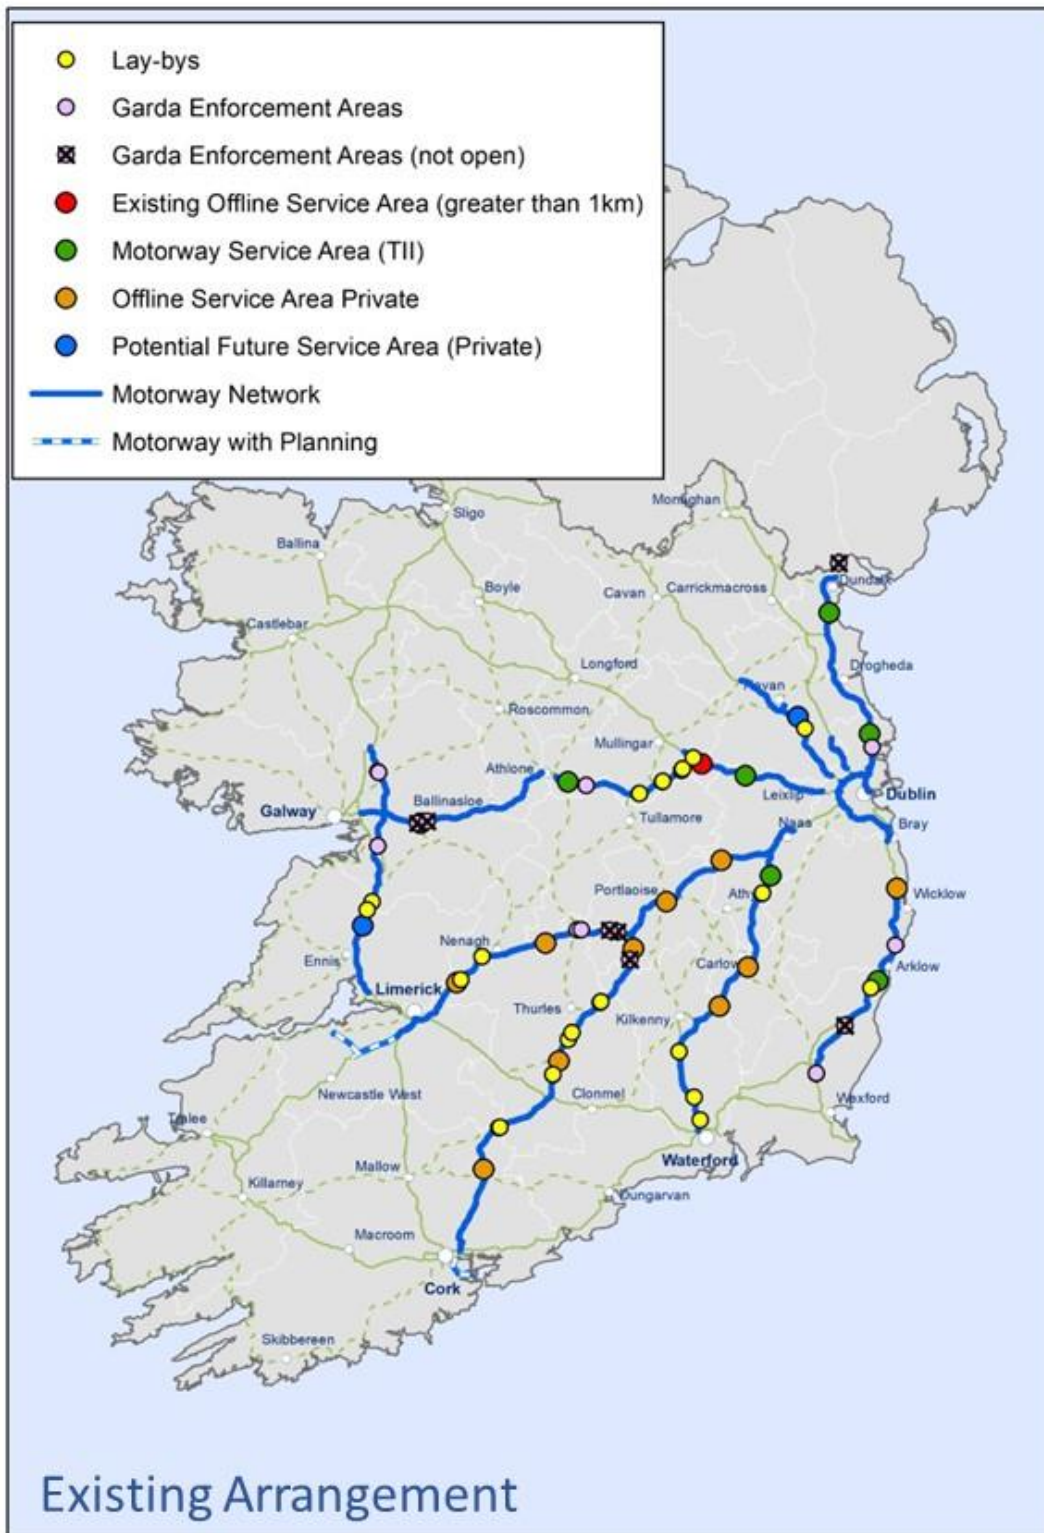 Lay-bys
Garda Enforcement Areas
Garda Enforcement Areas (not open)
Existing Offline Service Area (greater than 1km)
Motorway Service Area (TII)
Offline Service Area Private
Potential Future Service Area (Private)
Motorway Network
Motorway with Planning
Sligo
Monaghan
Ballina
Boyle
Cavan
Carrickmacross
Dundalk
Castlebar
Longford
Drogheda
Navan
Roscommon
Mullingar
Athlone
Ballinasloe
Leixlip
Dublin
Galway
Tullamore
Naas
Bray
Portlaoise
Athy
Wicklow
Nenagh
Ennis
Carlow
Arklow
Limerick
Thurles
Kilkenny
Newcastle West
Clonmel
Wexford
Tralee
Waterford
Mallow
Killarney
Dungarvan
Macroom
Cork
Skibbereen
Existing Arrangement